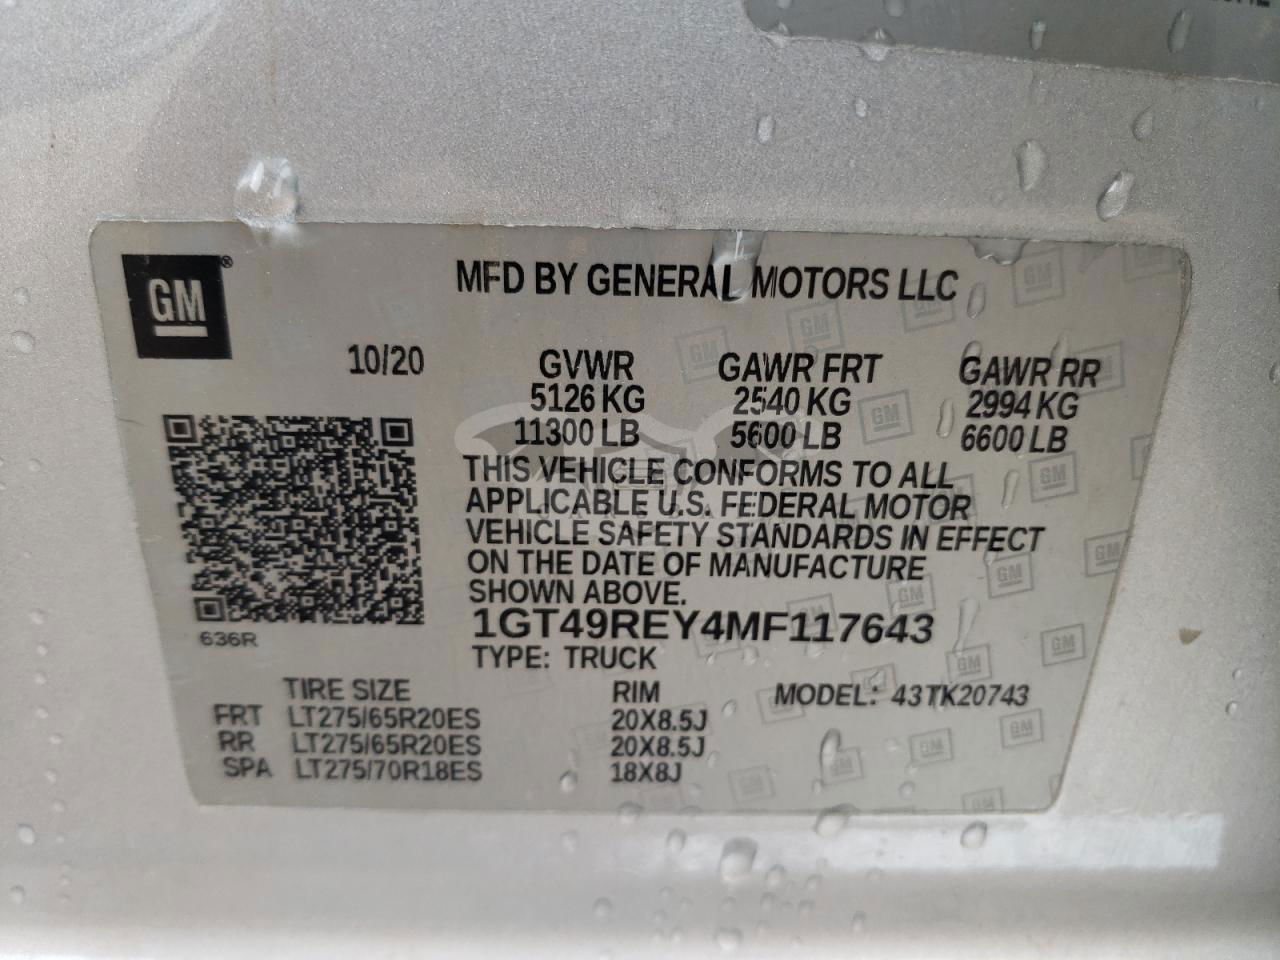 GM®
MFD BY GENERAL MOTORS LLC
10/20 GVWR GAWR FRT GAWR RR
5126 KG 2540 KG 2994 KG
11300 LB 5600 LB 6600 LB
THIS VEHICLE CONFORMS TO ALL
APPLICABLE U.S. FEDERAL MOTOR
VEHICLE SAFETY STANDARDS IN EFFECT
ON THE DATE OF MANUFACTURE
SHOWN ABOVE.
636R
1GT49REY4MF117643
TYPE: TRUCK
TIRE SIZE RIM MODEL: 43TK20743
FRT LT275/65R20ES 20X8.5J
RR LT275/65R20ES 20X8.5J
SPA LT275/70R18ES 18X8J